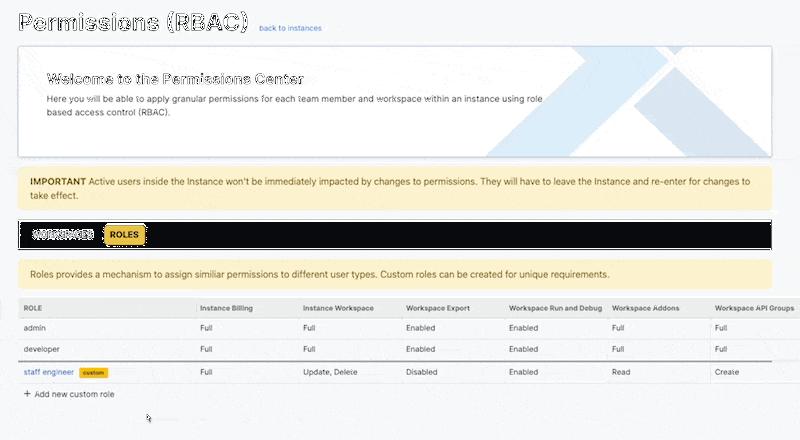 Permissions (RBAC) back to instances
Welcome to the Permissions Center
Here you will be able to apply granular permissions for each team member and workspace within an instance using role
based access control (RBAC).
IMPORTANT Active users inside the Instance won't be immediately impacted by changes to permissions. They will have to leave the Instance and re-enter for changes to
take effect.
WORKSPACES ROLES
Roles provides a mechanism to assign similiar permissions to different user types. Custom roles can be created for unique requirements.
ROLE Instance Billing Instance Workspace Workspace Export Workspace Run and Debug Workspace Addons Workspace API Groups
admin Full Full Enabled Enabled Full Full
developer Full Full Enabled Enabled Full Full
staff engineer custom Full Update, Delete Disabled Enabled Read Create
+ Add new custom role